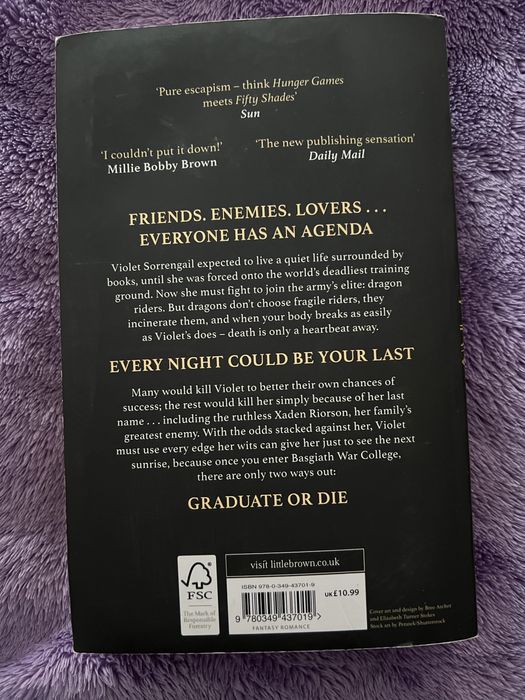 ‘Pure escapism – think Hunger Games
meets Fifty Shades’
Sun
‘I couldn’t put it down!’
Millie Bobby Brown
‘The new publishing sensation’
Daily Mail
FRIENDS. ENEMIES. LOVERS . . .
EVERYONE HAS AN AGENDA
Violet Sorrengail expected to live a quiet life surrounded by
books, until she was forced onto the world’s deadliest training
ground. Now she must fight to join the army’s elite: dragon
riders. But dragons don’t choose fragile riders, they
incinerate them, and when your body breaks as easily
as Violet’s does – death is only a heartbeat away.
EVERY NIGHT COULD BE YOUR LAST
Many would kill Violet to better their own chances of
success; the rest would kill her simply because of her last
name . . . including the ruthless Xaden Riorson, her family’s
greatest enemy. With the odds stacked against her, Violet
must use every edge her wits can give her just to see the next
sunrise, because once you enter Basgiath War College,
there are only two ways out:
GRADUATE OR DIE
FSC
The Mark of
Responsible
Forestry
visit littlebrown.co.uk
ISBN 978-0-349-43701-9
UK £10.99
9 780349 437019 >
FANTASY ROMANCE
Cover art and design by Bree Archer
and Elizabeth Turner Stokes
Stock art by Peratek/Shutterstock